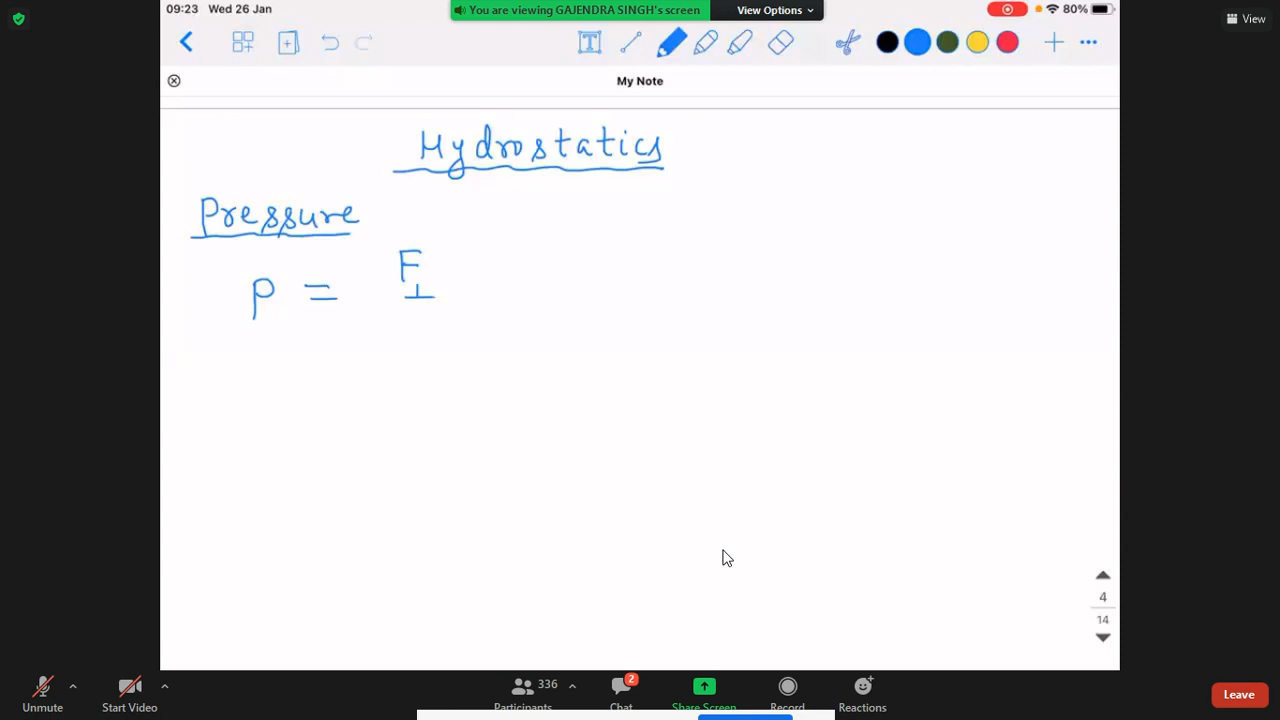 09:23 Wed 26 Jan
You are viewing GAJENDRA SINGH's screen
View Options
80%
View
My Note
Hydrostatics
Pressure
P = F⊥
4
14
Unmute
Start Video
336
Participants
2
Chat
Share Screen
Record
Reactions
Leave